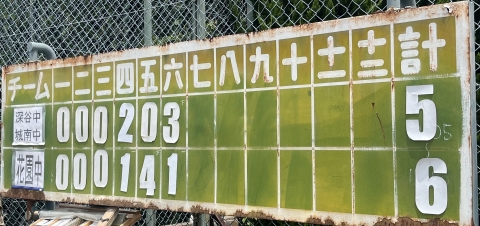 チーム 一 二 三 四 五 六 七 八 九 十 十一 十二 計
深谷中
城南中 0 0 0 2 0 3 5
花園中 0 0 0 1 4 1 6